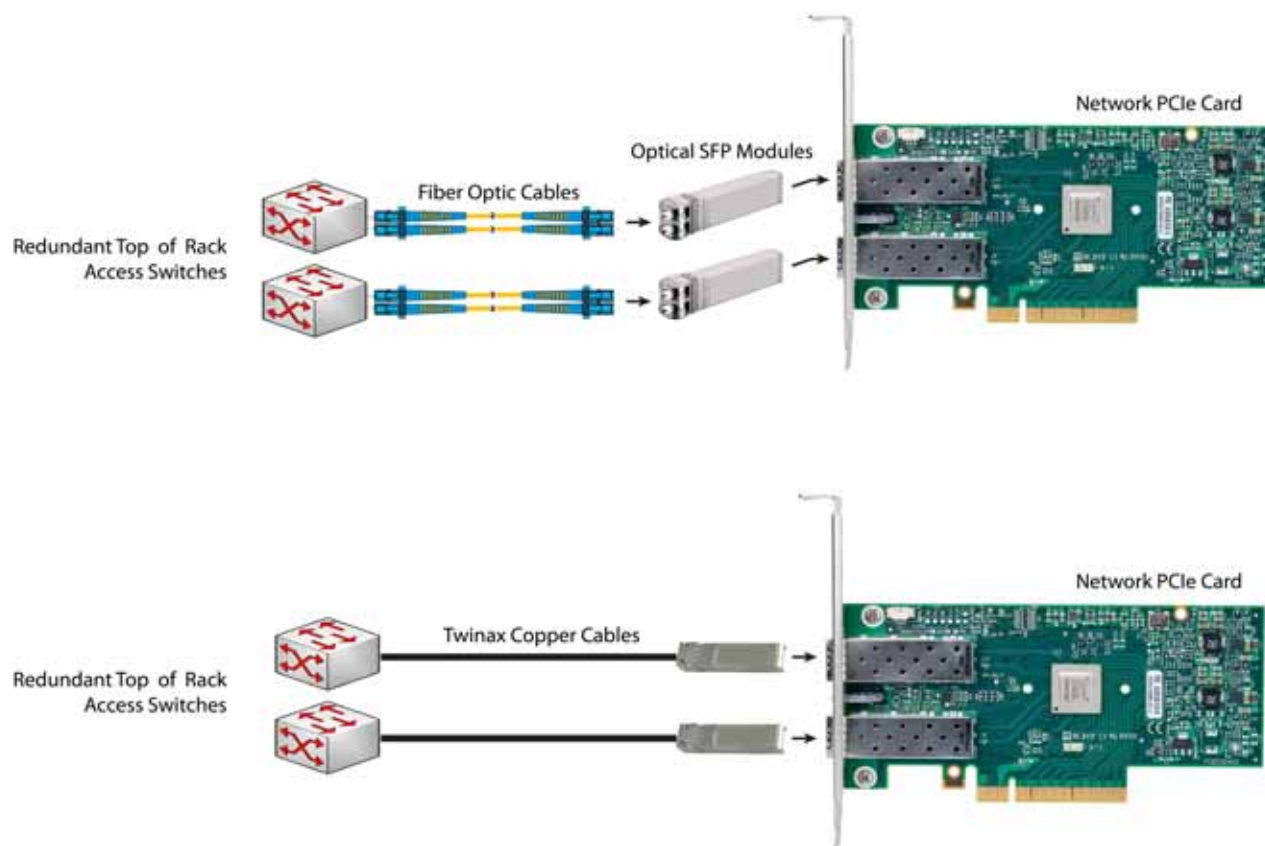 Network PCIe Card
Optical SFP Modules
Fiber Optic Cables
Redundant Top of Rack
Access Switches
Network PCIe Card
Twinax Copper Cables
Redundant Top of Rack
Access Switches